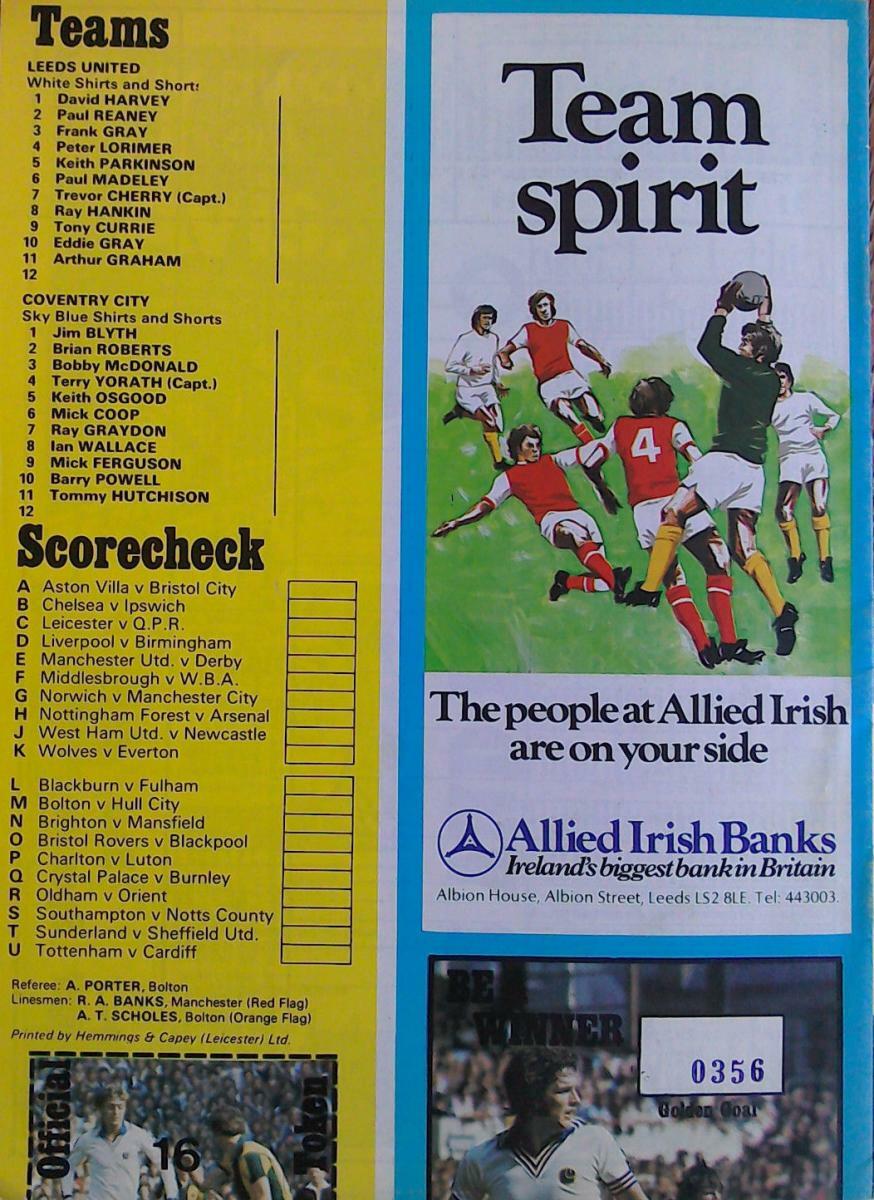 Teams
LEEDS UNITED
White Shirts and Shorts
1 David HARVEY
2 Paul REANEY
3 Frank GRAY
4 Peter LORIMER
5 Keith PARKINSON
6 Paul MADELEY
7 Trevor CHERRY (Capt.)
8 Ray HANKIN
9 Tony CURRIE
10 Eddie GRAY
11 Arthur GRAHAM
12
COVENTRY CITY
Sky Blue Shirts and Shorts
1 Jim BLYTH
2 Brian ROBERTS
3 Bobby McDONALD
4 Terry YORATH (Capt.)
5 Keith OSGOOD
6 Mick COOP
7 Ray GRAYDON
8 Ian WALLACE
9 Mick FERGUSON
10 Barry POWELL
11 Tommy HUTCHISON
12
Scorecheck
A Aston Villa v Bristol City
B Chelsea v Ipswich
C Leicester v Q.P.R.
D Liverpool v Birmingham
E Manchester Utd. v Derby
F Middlesbrough v W.B.A.
G Norwich v Manchester City
H Nottingham Forest v Arsenal
J West Ham Utd. v Newcastle
K Wolves v Everton
L Blackburn v Fulham
M Bolton v Hull City
N Brighton v Mansfield
O Bristol Rovers v Blackpool
P Charlton v Luton
Q Crystal Palace v Burnley
R Oldham v Orient
S Southampton v Notts County
T Sunderland v Sheffield Utd.
U Tottenham v Cardiff
Referee: A. PORTER, Bolton
Linesmen: R. A. BANKS, Manchester (Red Flag)
A. T. SCHOLES, Bolton (Orange Flag)
Printed by Hemmings & Capey (Leicester) Ltd.
Official
16
Token
Team
spirit
4
The people at Allied Irish
are on your side
Allied Irish Banks
Ireland's biggest bank in Britain
Albion House, Albion Street, Leeds LS2 8LE. Tel: 443003.
BE A
WINNER
0356
Golden Goal